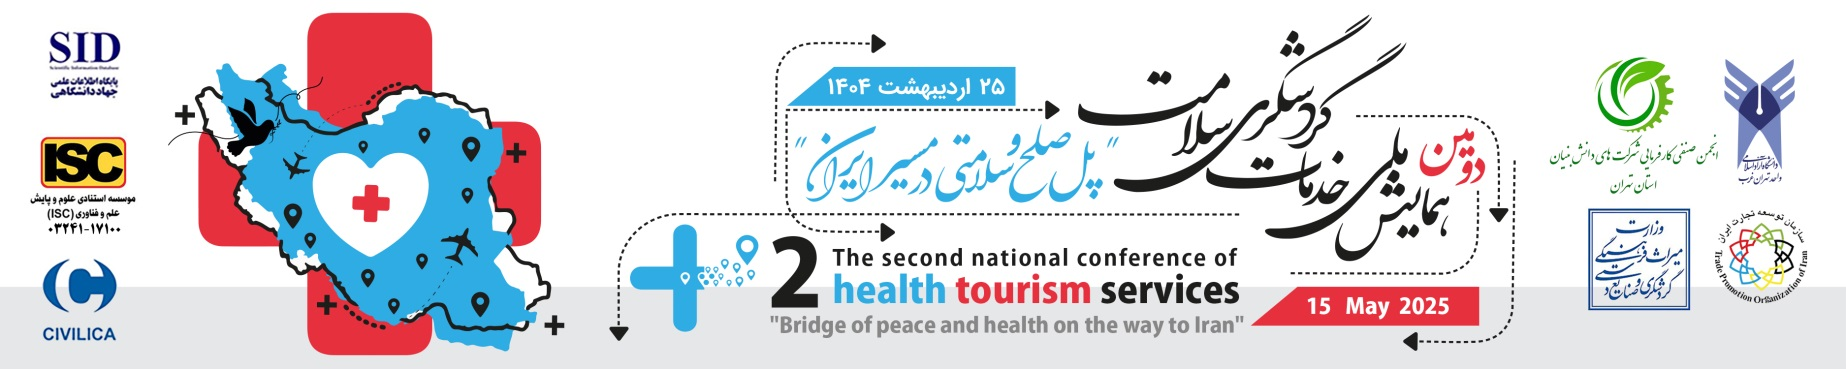 SID
Scientific Information Database
پایگاه اطلاعات علمی
جهاد دانشگاهی
ISC
موسسه استنادی علوم و پایش
علم و فناوری (ISC)
۰۳۲۴۱-۱۷۱۰۰
CIVILICA
۲۵ اردیبهشت ۱۴۰۴
دومین
همایش ملی خدمات گردشگری سلامت
"پل صلح و سلامتی در مسیر ایران"
2
The second national conference of
health tourism services
"Bridge of peace and health on the way to Iran"
15 May 2025
انجمن صنفی کارفرمایی شرکت های دانش بنیان
استان تهران
دانشگاه آزاد اسلامی
واحد تهران غرب
وزارت
میراث فرهنگی
گردشگری و صنایع دستی
سازمان توسعه تجارت ایران
Trade Promotion Organization of Iran